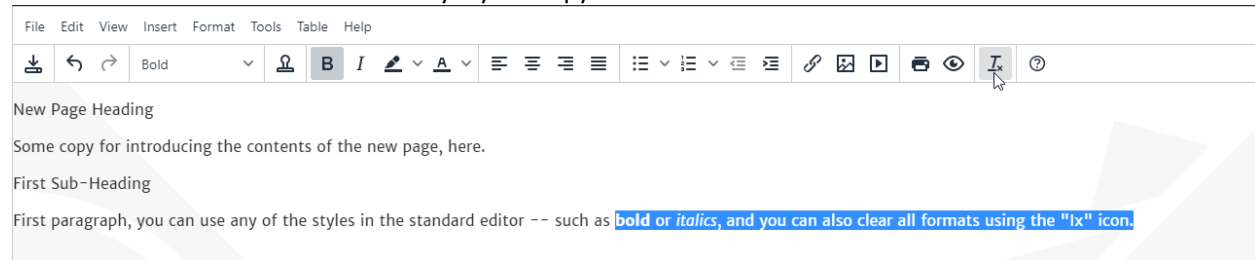 File Edit View Insert Format Tools Table Help
Bold B I A Ix
New Page Heading
Some copy for introducing the contents of the new page, here.
First Sub-Heading
First paragraph, you can use any of the styles in the standard editor -- such as bold or italics, and you can also clear all formats using the "Ix" icon.